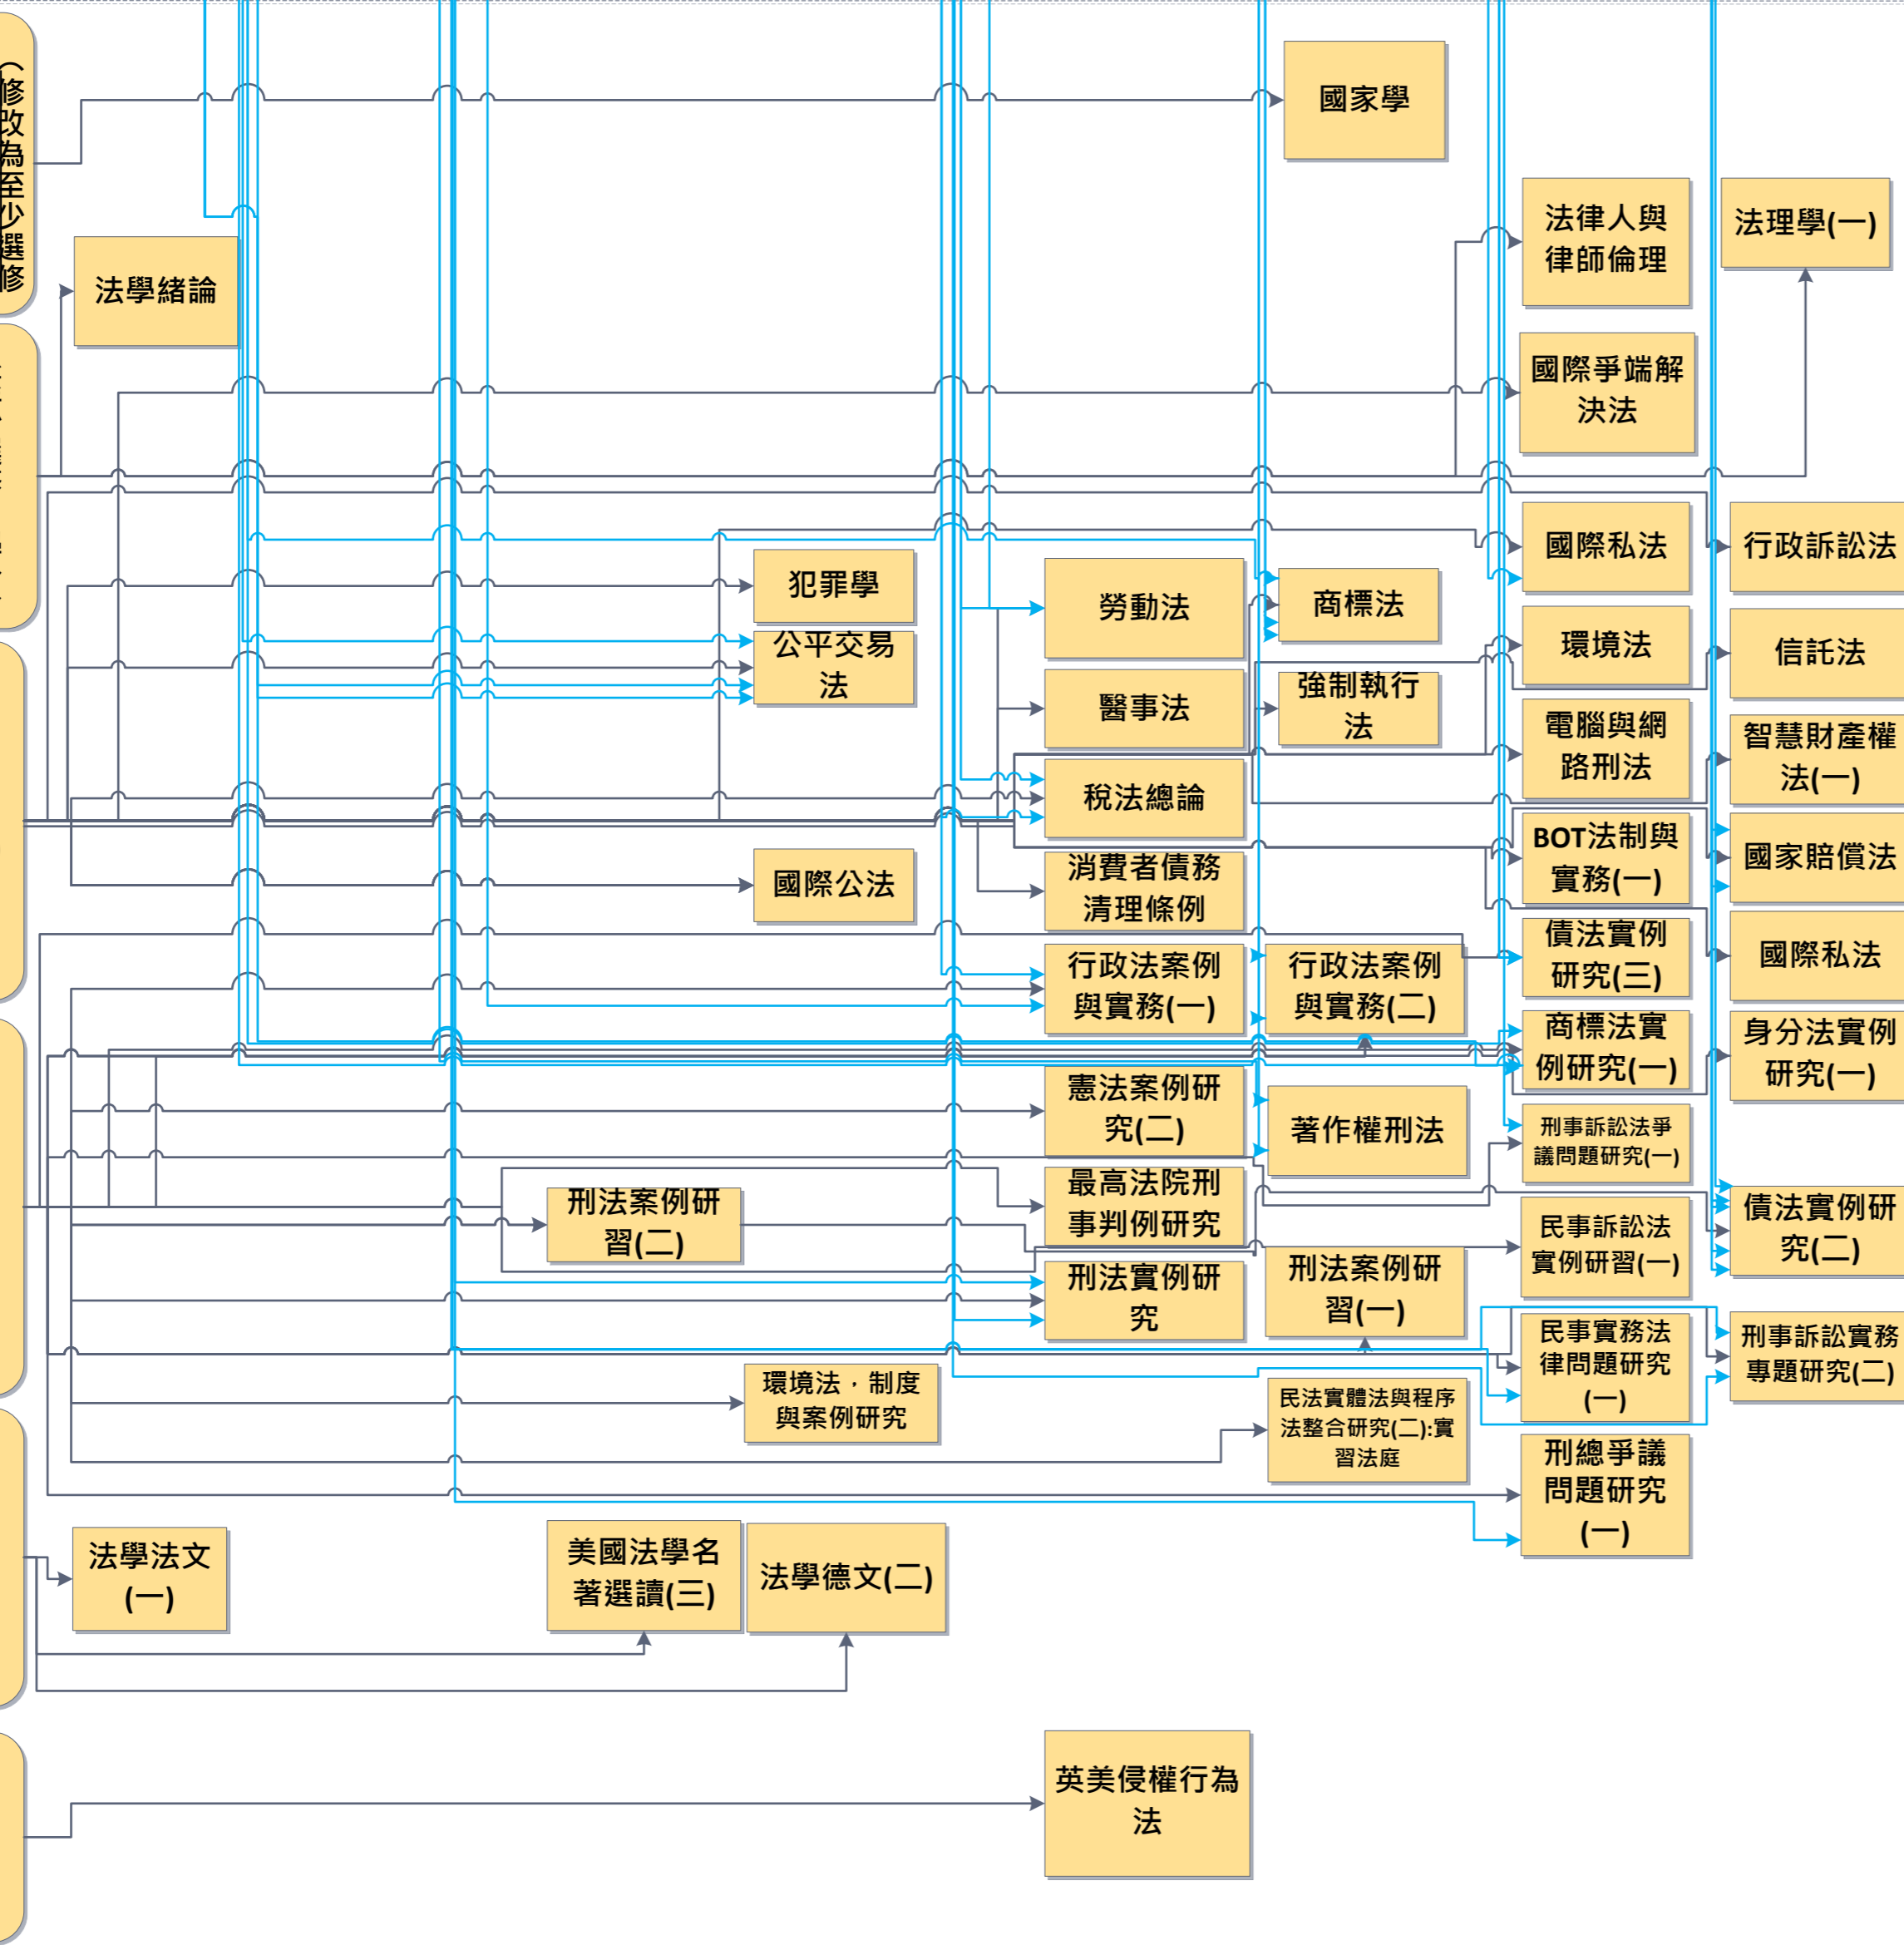 （修改為至少選修
國家學
法律人與
律師倫理
法理學(一)
法學緒論
國際爭端解
決法
國際私法
行政訴訟法
犯罪學
勞動法
商標法
公平交易
法
環境法
信託法
醫事法
強制執行
法
電腦與網
路刑法
智慧財產權
法(一)
稅法總論
BOT法制與
實務(一)
國家賠償法
國際公法
消費者債務
清理條例
債法實例
研究(三)
國際私法
行政法案例
與實務(一)
行政法案例
與實務(二)
商標法實
例研究(一)
身分法實例
研究(一)
憲法案例研
究(二)
著作權刑法
刑事訴訟法爭
議問題研究(一)
最高法院刑
事判例研究
刑法案例研
習(二)
民事訴訟法
實例研習(一)
債法實例研
究(二)
刑法實例研
究
刑法案例研
習(一)
民事實務法
律問題研究
(一)
刑事訴訟實務
專題研究(二)
環境法，制度
與案例研究
民法實體法與程序
法整合研究(二):實
習法庭
刑總爭議
問題研究
(一)
法學法文
(一)
美國法學名
著選讀(三)
法學德文(二)
英美侵權行為
法